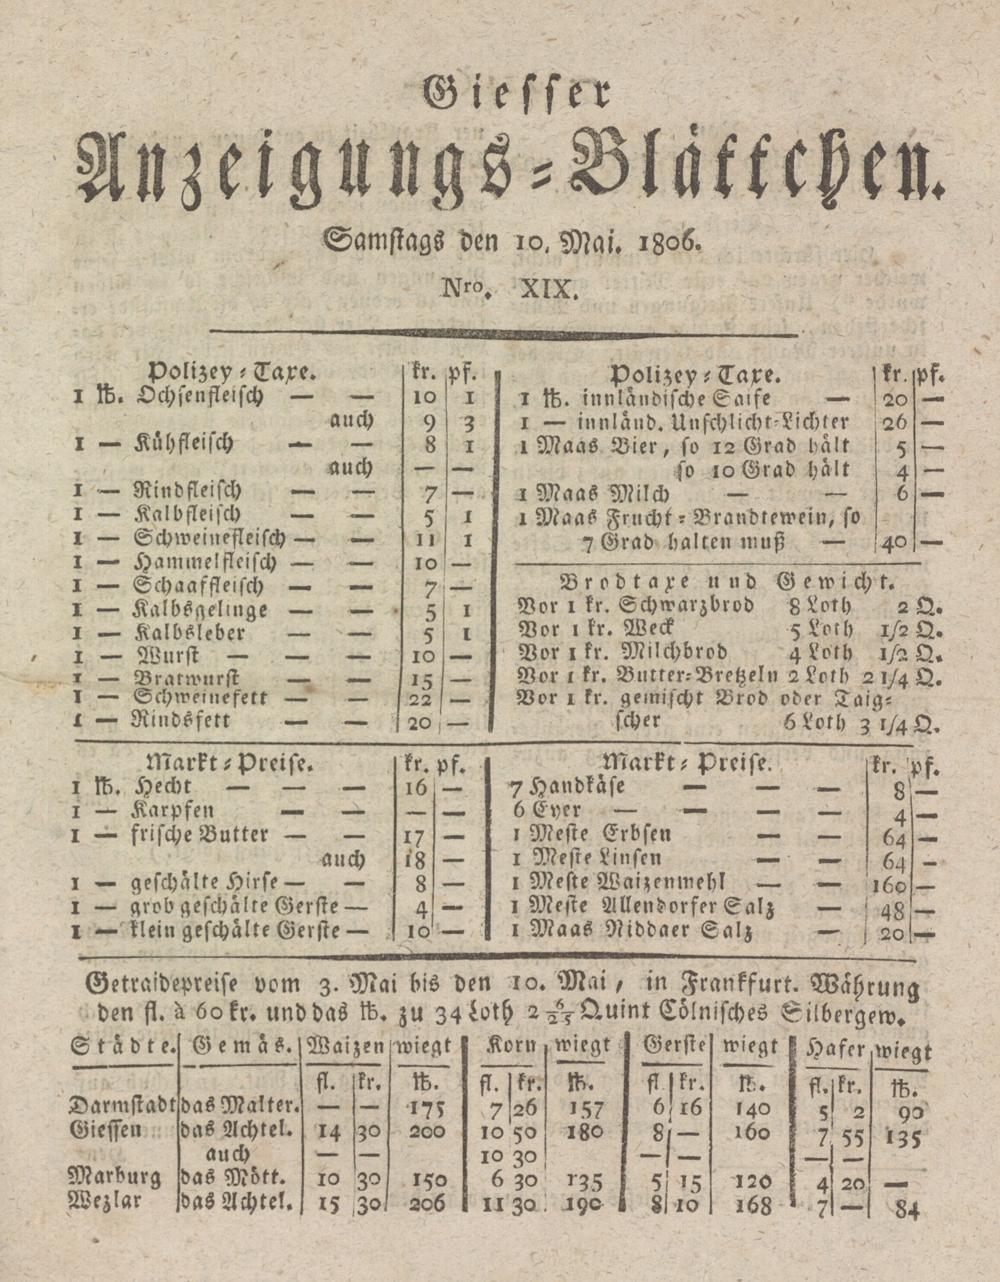 Giesser
Anzeigungs-Blättchen.
Samstags den 10. Mai. 1806.
Nro. XIX.
Polizey-Taxe. kr. pf.
1 ℔. Ochsenfleisch — — 10 1
auch 9 3
1 — Kühfleisch — — 8 1
auch — —
1 — Rindfleisch — — 7 —
1 — Kalbfleisch — — 5 1
1 — Schweinefleisch — — 11 1
1 — Hammelfleisch — — 10 —
1 — Schaaffleisch — — 7 —
1 — Kalbsgelinge — — 5 1
1 — Kalbsleber — — 5 1
1 — Wurst — — — 10 —
1 — Bratwurst — — 15 —
1 — Schweinefett — — 22 —
1 — Rindsfett — — 20 —
Polizey-Taxe. kr. pf.
1 ℔. innländische Saife — 20 —
1 — innländ. Unschlicht-Lichter 26 —
1 Maas Bier, so 12 Grad hält 5 —
so 10 Grad hält 4 —
1 Maas Milch — — 6 —
1 Maas Frucht-Brandtewein, so
7 Grad halten muß — 40 —
Brodtaxe und Gewicht.
Vor 1 kr. Schwarzbrod 8 Loth 2 Q.
Vor 1 kr. Weck 5 Loth 1/2 Q.
Vor 1 kr. Milchbrod 4 Loth 1/2 Q.
Vor 1 kr. Butter-Bretzeln 2 Loth 2 1/4 Q.
Vor 1 kr. gemischt Brod oder Taig-
scher 6 Loth 3 1/4 Q.
Markt-Preise. kr. pf.
1 ℔. Hecht — — — 16 —
1 — Karpfen — — — — —
1 — frische Butter — — 17 —
auch 18 —
1 — geschälte Hirse — — 8 —
1 — grob geschälte Gerste — 4 —
1 — klein geschälte Gerste — 10 —
Markt-Preise. kr. pf.
7 Handkäse — — — 8 —
6 Eyer — — — — 4 —
1 Meste Erbsen — — 64 —
1 Meste Linsen — — 64 —
1 Meste Waizenmehl — — 160 —
1 Meste Allendorfer Salz — 48 —
1 Maas Niddaer Salz — 20 —
Getraidepreise vom 3. Mai bis den 10. Mai, in Frankfurt. Währung
den fl. à 60 kr. und das ℔. zu 34 Loth 2 6/25 Quint Cölnisches Silbergew.
Städte. Gemäs. Waizen wiegt Korn wiegt Gerste wiegt Hafer wiegt
fl. kr. ℔. fl. kr. ℔. fl. kr. ℔. fl. kr. ℔.
Darmstadt das Malter. — — 175 7 26 157 6 16 140 5 2 90
Giessen das Achtel. 14 30 200 10 50 180 8 — 160 7 55 135
auch — — 10 30 — — — —
Marburg das Mött. 10 30 150 6 30 135 5 15 120 4 20 —
Wezlar das Achtel. 15 30 206 11 30 190 8 10 168 7 — 84